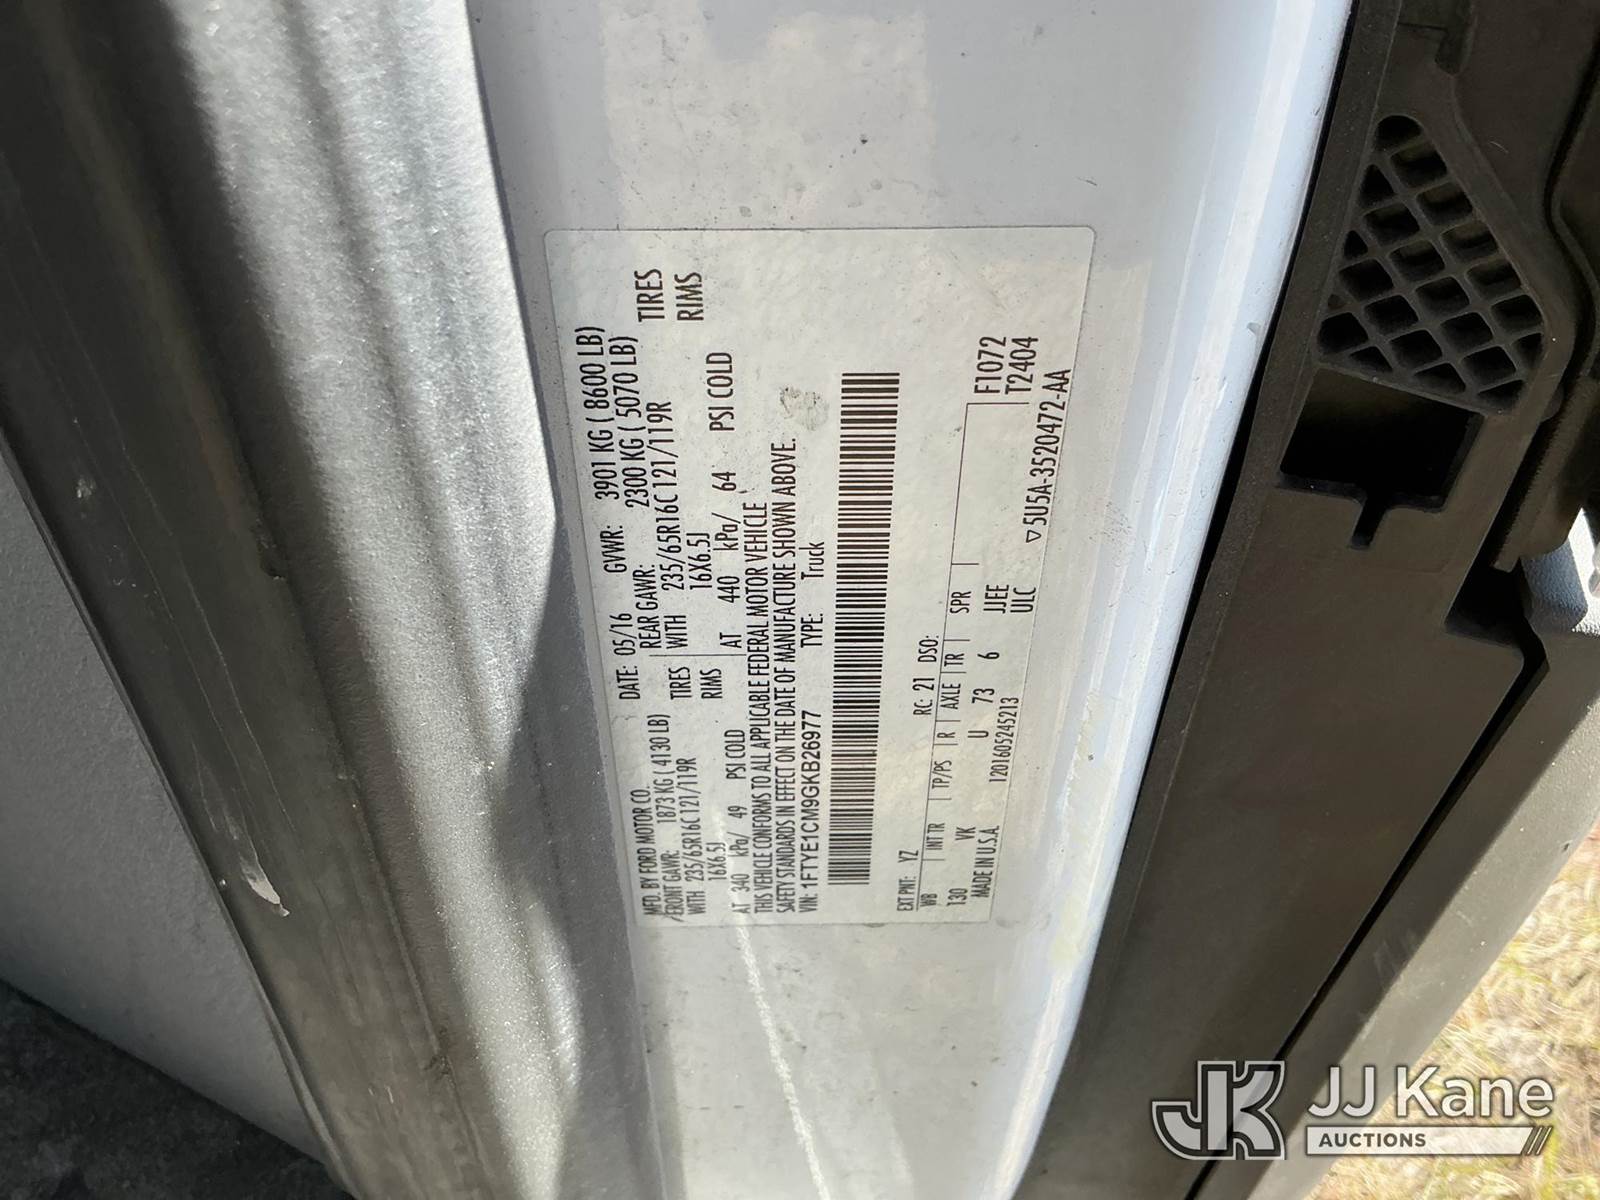 MFD. BY FORD MOTOR CO. DATE: 05/16 GVWR: 3901 KG ( 8600 LB)
FRONT GAWR: 1873 KG ( 4130 LB) REAR GAWR: 2300 KG ( 5070 LB)
WITH 235/65R16C 121/119R TIRES WITH 235/65R16C 121/119R TIRES
16X6.5J RIMS 16X6.5J RIMS
AT 340 kPa/ 49 PSI COLD AT 440 kPa/ 64 PSI COLD
THIS VEHICLE CONFORMS TO ALL APPLICABLE FEDERAL MOTOR VEHICLE
SAFETY STANDARDS IN EFFECT ON THE DATE OF MANUFACTURE SHOWN ABOVE.
VIN: 1FTYE1CM9GKB26977 TYPE: Truck
EXT PNT: YZ RC: 21 DSO: F1072
WB INT TR TP/PS R AXLE TR SPR T2404
130 VK U 73 6 JJEE
MADE IN U.S.A. 1201605245213 ULC
5U5A-3520472-AA
JK JJ Kane
AUCTIONS